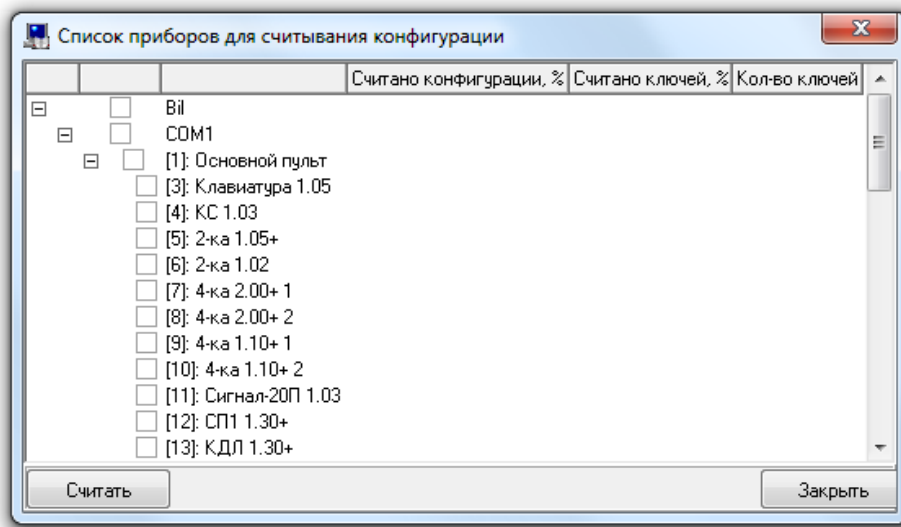 Список приборов для считывания конфигурации
Считано конфигурации, % Считано ключей, % Кол-во ключей
Bil
COM1
[1]: Основной пульт
[3]: Клавиатура 1.05
[4]: КС 1.03
[5]: 2-ка 1.05+
[6]: 2-ка 1.02
[7]: 4-ка 2.00+ 1
[8]: 4-ка 2.00+ 2
[9]: 4-ка 1.10+ 1
[10]: 4-ка 1.10+ 2
[11]: Сигнал-20П 1.03
[12]: СП1 1.30+
[13]: КДЛ 1.30+
Считать Закрыть